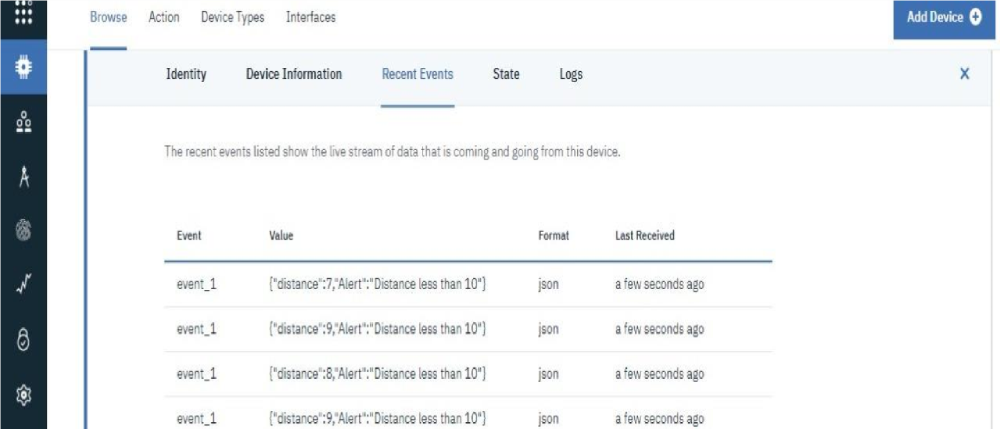 Browse Action Device Types Interfaces Add Device
Identity Device Information Recent Events State Logs X
The recent events listed show the live stream of data that is coming and going from this device.
Event Value Format Last Received
event_1 {"distance":7,"Alert":"Distance less than 10"} json a few seconds ago
event_1 {"distance":9,"Alert":"Distance less than 10"} json a few seconds ago
event_1 {"distance":8,"Alert":"Distance less than 10"} json a few seconds ago
event_1 {"distance":9,"Alert":"Distance less than 10"} json a few seconds ago